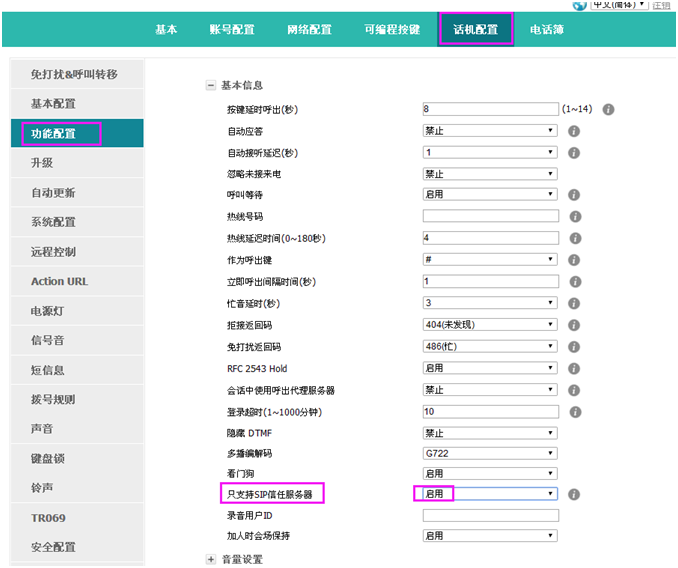 中文(简体) 注销
基本 账号配置 网络配置 可编程按键 话机配置 电话簿
免打扰&呼叫转移
基本配置
功能配置
升级
自动更新
系统配置
远程控制
Action URL
电源灯
信号音
短信息
拨号规则
声音
键盘锁
铃声
TR069
安全配置
基本信息
按键延时呼出(秒) 8 (1~14)
自动应答 禁止
自动接听延迟(秒) 1
忽略未接来电 禁止
呼叫等待 启用
热线号码
热线延迟时间(0~180秒) 4
作为呼出键 #
立即呼出间隔时间(秒) 1
忙音延时(秒) 3
拒接返回码 404(未发现)
免打扰返回码 486(忙)
RFC 2543 Hold 启用
会话中使用呼出代理服务器 禁止
登录超时(1~1000分钟) 10
隐藏 DTMF 禁止
多播编解码 G722
看门狗 启用
只支持SIP信任服务器 启用
录音用户ID
加人时会场保持 启用
音量设置